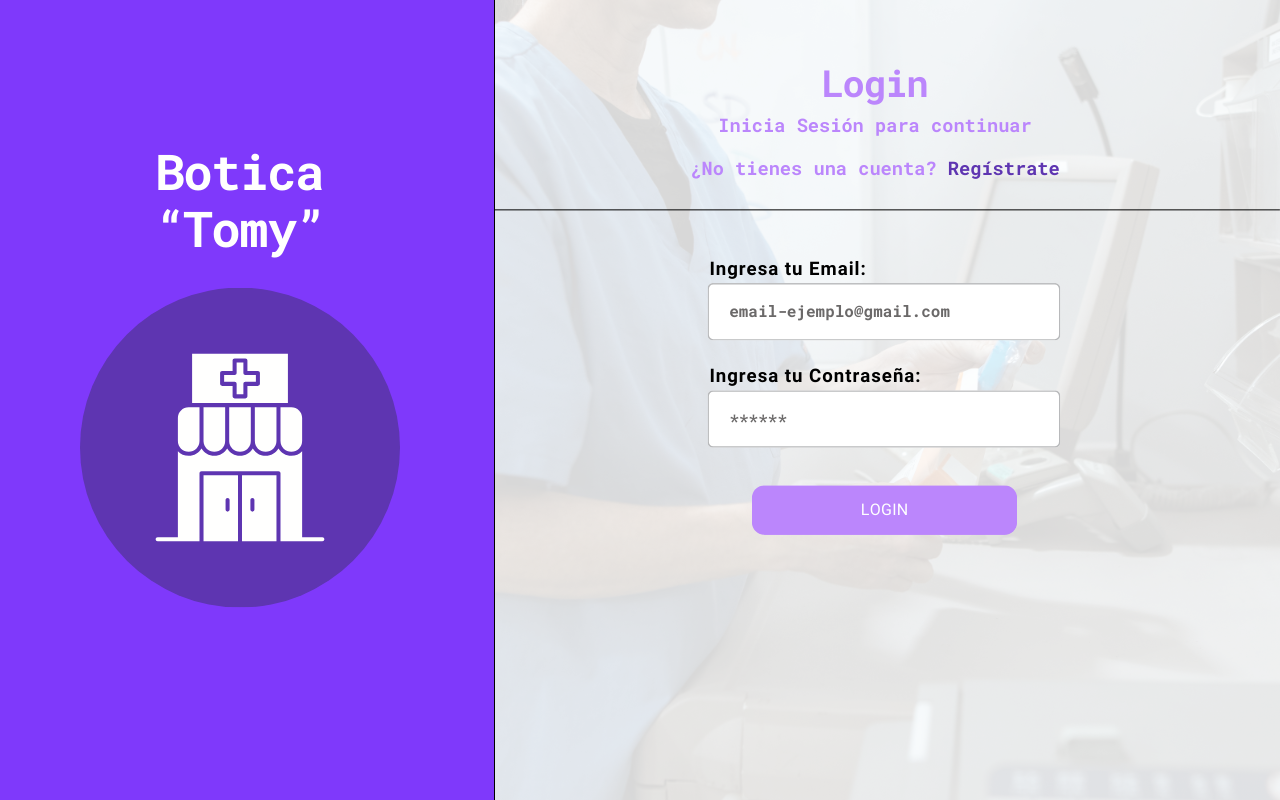 Botica
“Tomy”
Login
Inicia Sesión para continuar
¿No tienes una cuenta? Regístrate
Ingresa tu Email:
email-ejemplo@gmail.com
Ingresa tu Contraseña:
******
LOGIN